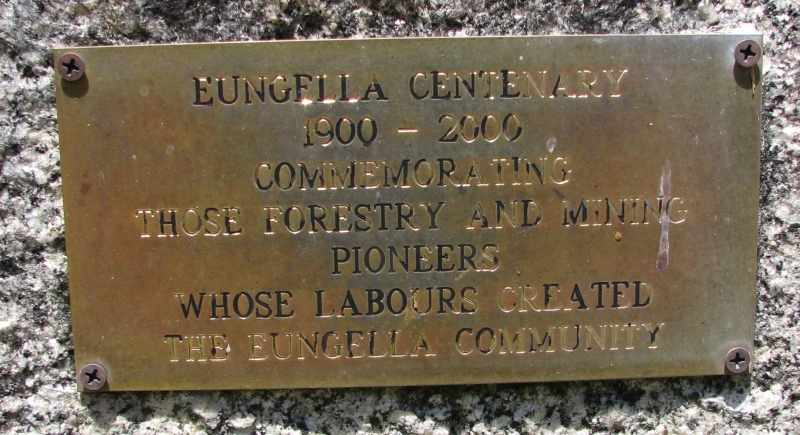 EUNGELLA CENTENARY
1900 - 2000
COMMEMORATING
THOSE FORESTRY AND MINING
PIONEERS
WHOSE LABOURS CREATED
THE EUNGELLA COMMUNITY